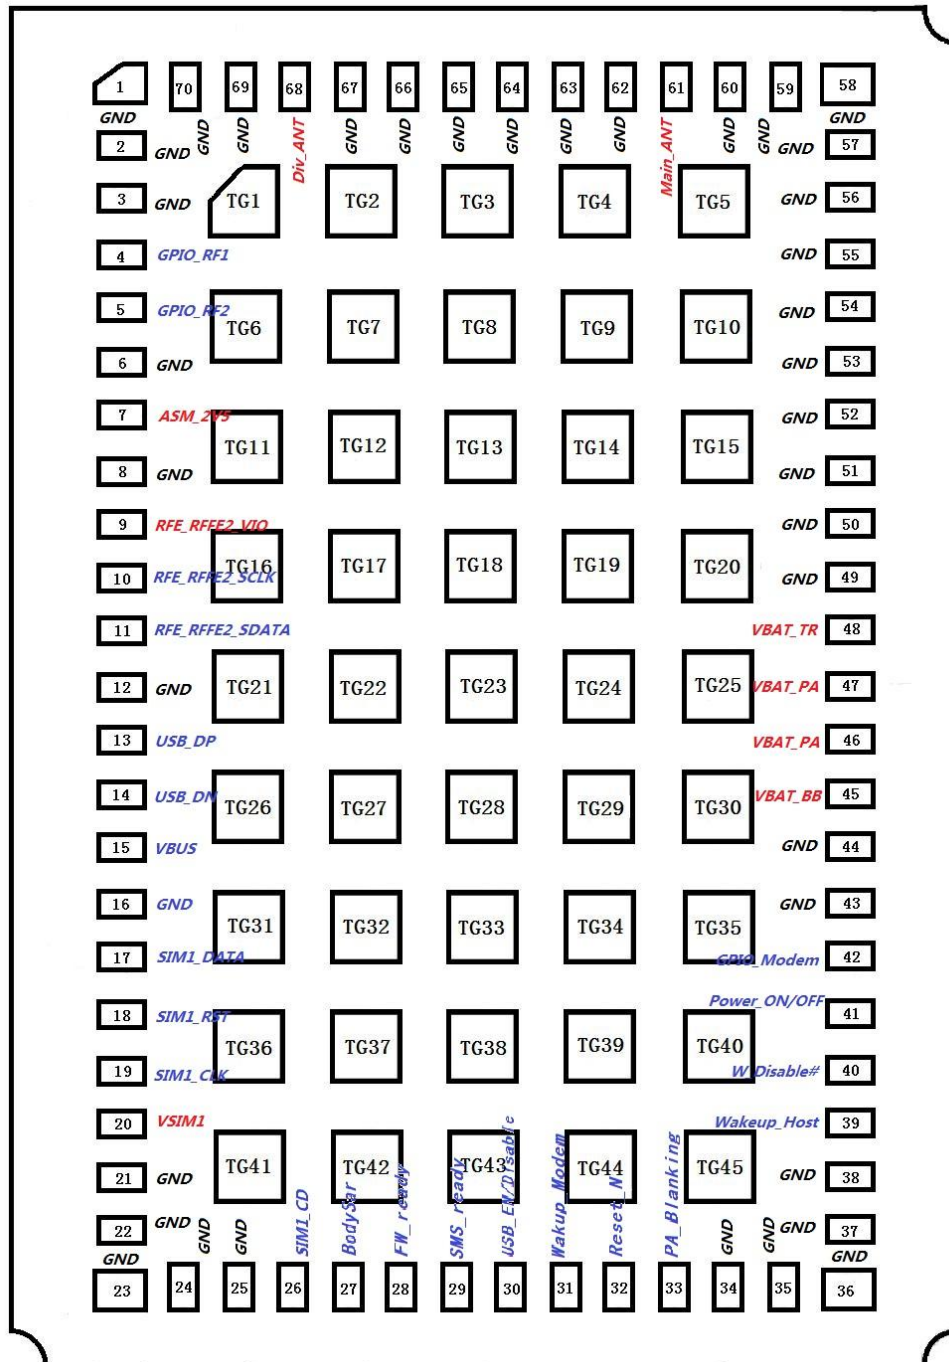 1 70 69 68 67 66 65 64 63 62 61 60 59 58
GND GND GND Div_ANT GND GND GND GND GND GND Main_ANT GND GND GND
2 GND GND 57
3 GND TG1 TG2 TG3 TG4 TG5 GND 56
4 GPIO_RF1 GND 55
5 GPIO_RF2 TG6 TG7 TG8 TG9 TG10 GND 54
6 GND GND 53
7 ASM_2V5 GND 52
TG11 TG12 TG13 TG14 TG15
8 GND GND 51
9 RFE_RFFE2_VIO GND 50
TG16 TG17 TG18 TG19 TG20
10 RFE_RFFE2_SCLK GND 49
11 RFE_RFFE2_SDATA VBAT_TR 48
12 GND TG21 TG22 TG23 TG24 TG25 VBAT_PA 47
13 USB_DP VBAT_PA 46
14 USB_DN VBAT_BB 45
TG26 TG27 TG28 TG29 TG30
15 VBUS GND 44
16 GND GND 43
TG31 TG32 TG33 TG34 TG35
17 SIM1_DATA GPIO_Modem 42
18 SIM1_RST Power_ON/OFF 41
TG36 TG37 TG38 TG39 TG40
19 SIM1_CLK W_Disable# 40
20 VSIM1 Wakeup_Host 39
TG41 TG42 TG43 TG44 TG45
21 GND GND 38
22 GND GND 37
GND GND GND SIM1_CD BodySar FW_ready SMS_ready USB_EN/Disable Wakup_Modem Reset_N PA_Blanking GND GND GND
23 24 25 26 27 28 29 30 31 32 33 34 35 36